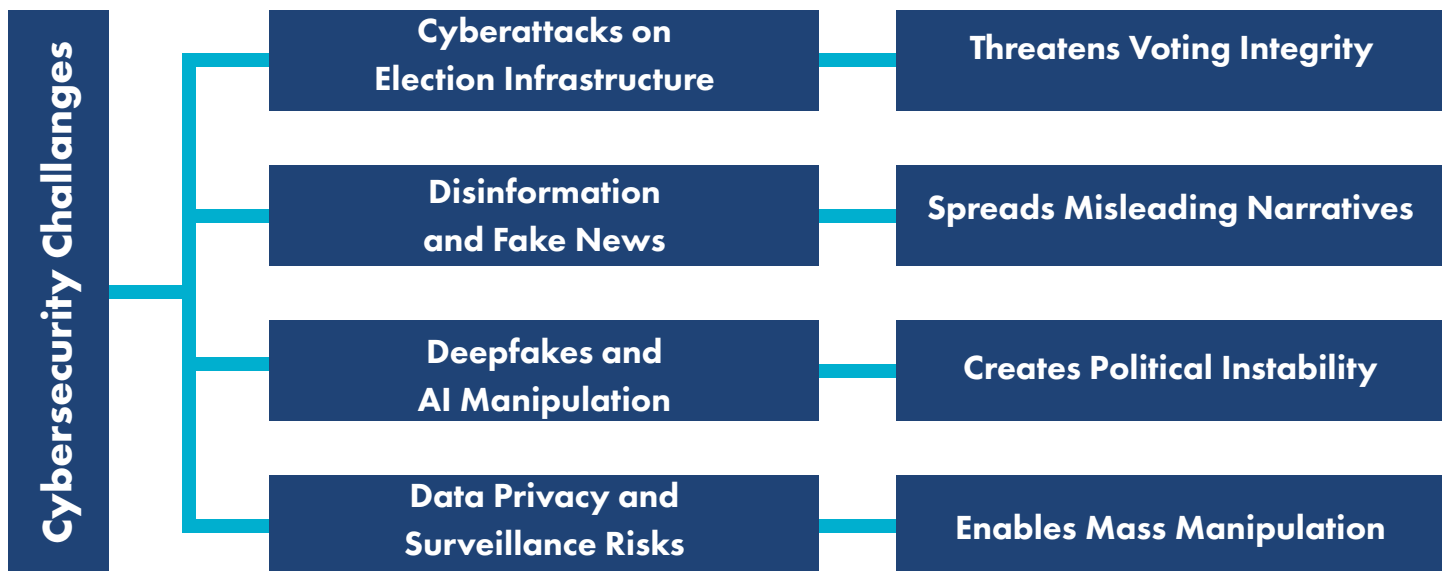 Cybersecurity Challanges
Cyberattacks on
Election Infrastructure
Threatens Voting Integrity
Disinformation
and Fake News
Spreads Misleading Narratives
Deepfakes and
AI Manipulation
Creates Political Instability
Data Privacy and
Surveillance Risks
Enables Mass Manipulation